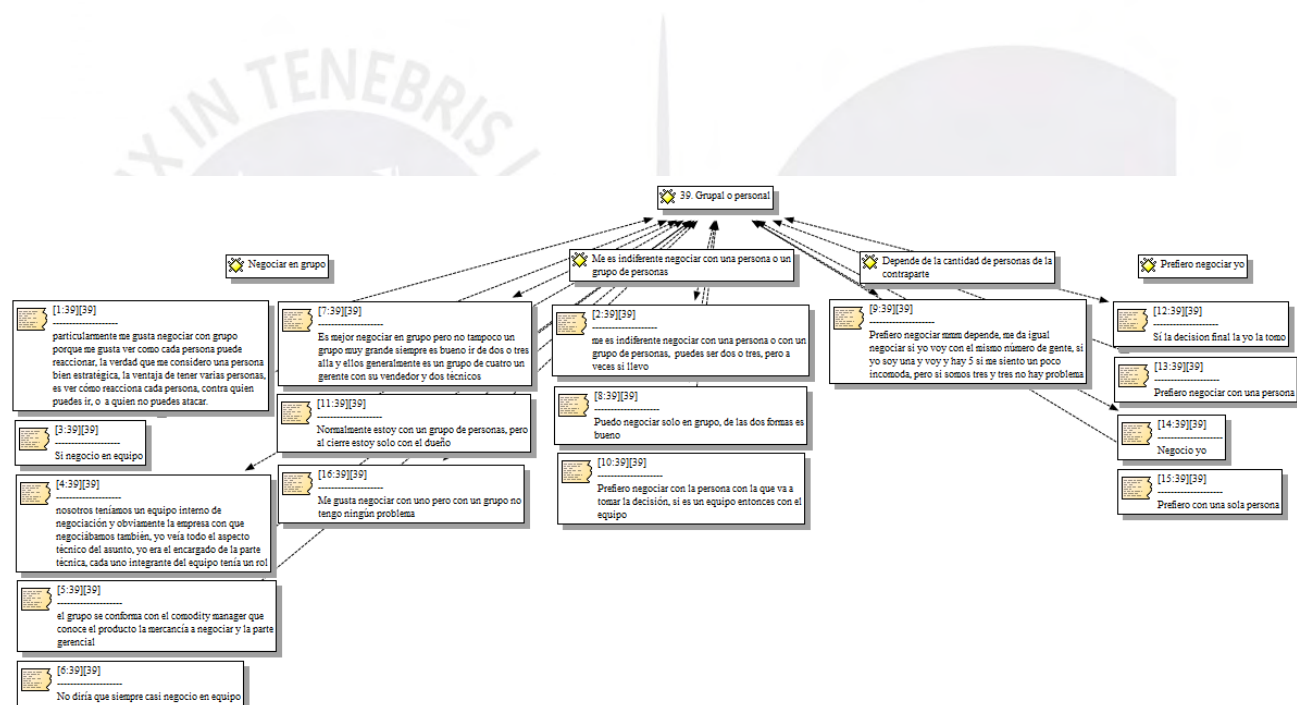 IN TENEBRIS
39. Grupal o personal
Negociar en grupo
Me es indiferente negociar con una persona o un
grupo de personas
Depende de la cantidad de personas de la
contraparte
Prefiero negociar yo
[1:39][39]
--------------------
particularmente me gusta negociar con grupo
porque me gusta ver como cada persona puede
reaccionar, la verdad que me considero una persona
bien estratégica, la ventaja de tener varias personas,
es ver cómo reacciona cada persona, contra quien
puedes ir, o a quien no puedes atacar.
[3:39][39]
--------------------
Si negocio en equipo
[4:39][39]
--------------------
nosotros teníamos un equipo interno de
negociación y obviamente la empresa con que
negociábamos también, yo veía todo el aspecto
técnico del asunto, yo era el encargado de la parte
técnica, cada uno integrante del equipo tenía un rol
[5:39][39]
--------------------
el grupo se conforma con el comodity manager que
conoce el producto la mercancía a negociar y la parte
gerencial
[6:39][39]
--------------------
No diría que siempre casi negocio en equipo
[7:39][39]
--------------------
Es mejor negociar en grupo pero no tampoco un
grupo muy grande siempre es bueno ir de dos o tres
alla y ellos generalmente es un grupo de cuatro un
gerente con su vendedor y dos técnicos
[11:39][39]
--------------------
Normalmente estoy con un grupo de personas, pero
al cierre estoy solo con el dueño
[16:39][39]
--------------------
Me gusta negociar con uno pero con un grupo no
tengo ningún problema
[2:39][39]
--------------------
me es indiferente negociar con una persona o con un
grupo de personas, puedes ser dos o tres, pero a
veces si llevo
[8:39][39]
--------------------
Puedo negociar solo en grupo, de las dos formas es
bueno
[10:39][39]
--------------------
Prefiero negociar con la persona con la que va a
tomar la decisión, si es un equipo entonces con el
equipo
[9:39][39]
--------------------
Prefiero negociar mmm depende, me da igual
negociar si yo voy con el mismo número de gente, si
yo soy una y voy y hay 5 si me siento un poco
incomoda, pero si somos tres y tres no hay problema
[12:39][39]
--------------------
Sí la decision final la yo la tomo
[13:39][39]
--------------------
Prefiero negociar con una persona
[14:39][39]
--------------------
Negocio yo
[15:39][39]
--------------------
Prefiero con una sola persona